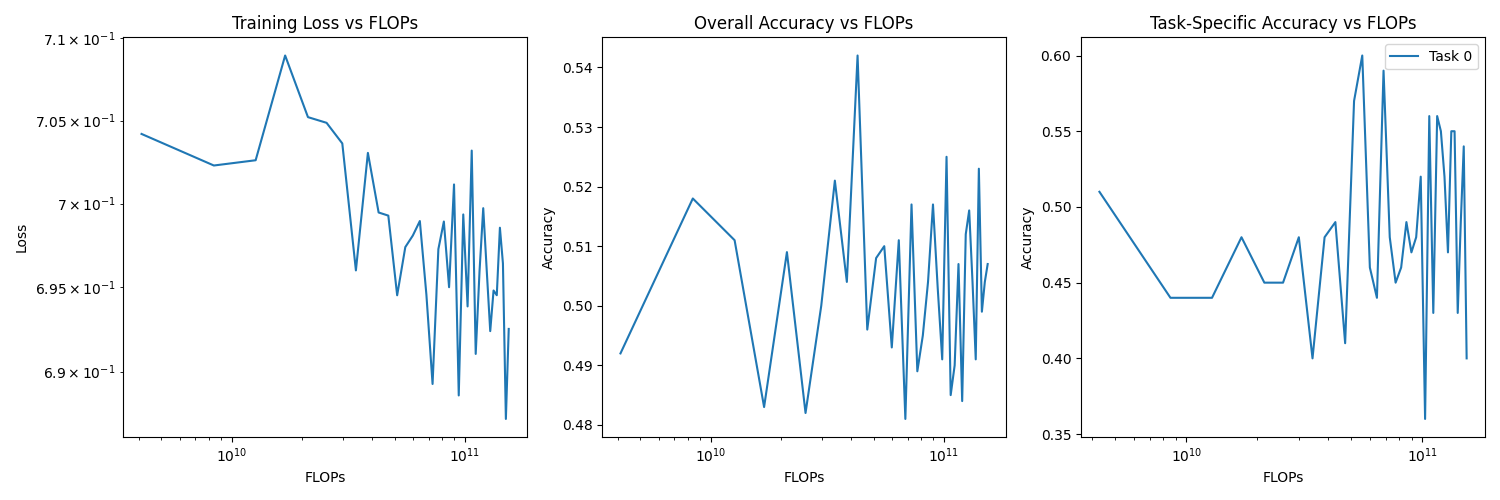 Training Loss vs FLOPs
7.1 × 10⁻¹
7.05 × 10⁻¹
7 × 10⁻¹
6.95 × 10⁻¹
6.9 × 10⁻¹
Loss
10¹⁰
10¹¹
FLOPs
Overall Accuracy vs FLOPs
0.54
0.53
0.52
0.51
0.50
0.49
0.48
Accuracy
10¹⁰
10¹¹
FLOPs
Task-Specific Accuracy vs FLOPs
Task 0
0.60
0.55
0.50
0.45
0.40
0.35
Accuracy
10¹⁰
10¹¹
FLOPs